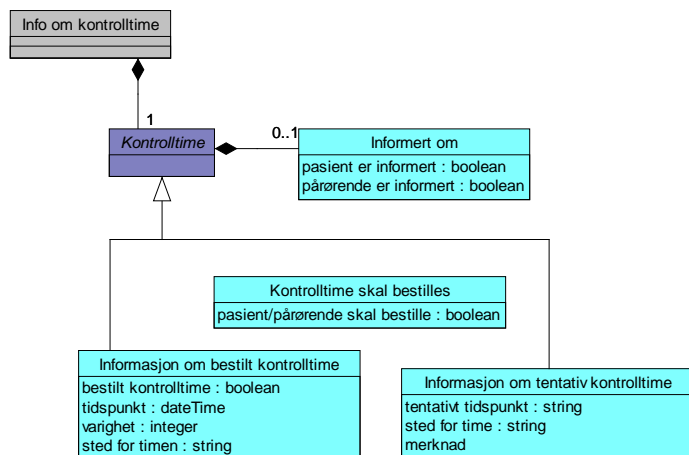 Info om kontrolltime
1
Kontrolltime
0..1
Informert om
pasient er informert : boolean
pårørende er informert : boolean
Kontrolltime skal bestilles
pasient/pårørende skal bestille : boolean
Informasjon om bestilt kontrolltime
bestilt kontrolltime : boolean
tidspunkt : dateTime
varighet : integer
sted for timen : string
Informasjon om tentativ kontrolltime
tentativt tidspunkt : string
sted for time : string
merknad